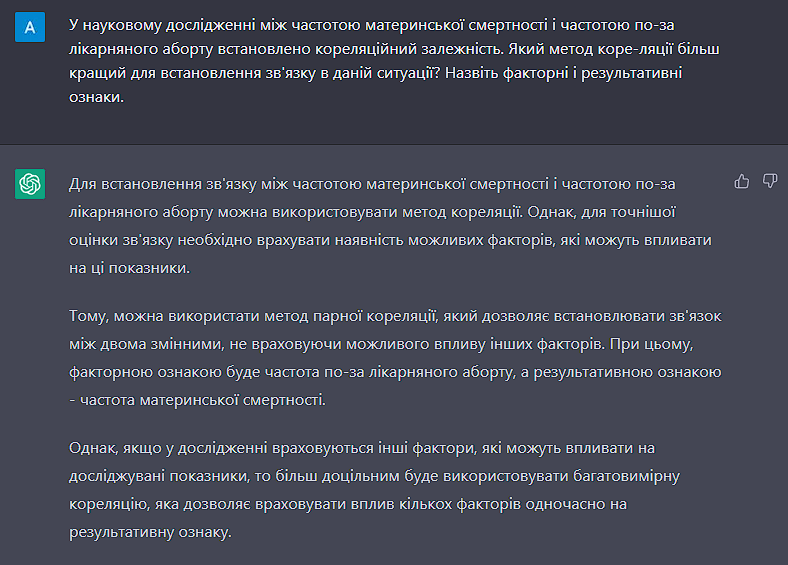 A
У науковому дослідженні між частотою материнської смертності і частотою по-за
лікарняного аборту встановлено кореляційний залежність. Який метод коре-ляції більш
кращий для встановлення зв'язку в даній ситуації? Назвіть факторні і результативні
ознаки.
Для встановлення зв'язку між частотою материнської смертності і частотою по-за
лікарняного аборту можна використовувати метод кореляції. Однак, для точнішої
оцінки зв'язку необхідно врахувати наявність можливих факторів, які можуть впливати
на ці показники.
Тому, можна використати метод парної кореляції, який дозволяє встановлювати зв'язок
між двома змінними, не враховуючи можливого впливу інших факторів. При цьому,
факторною ознакою буде частота по-за лікарняного аборту, а результативною ознакою
- частота материнської смертності.
Однак, якщо у дослідженні враховуються інші фактори, які можуть впливати на
досліджувані показники, то більш доцільним буде використовувати багатовимірну
кореляцію, яка дозволяє враховувати вплив кількох факторів одночасно на
результативну ознаку.